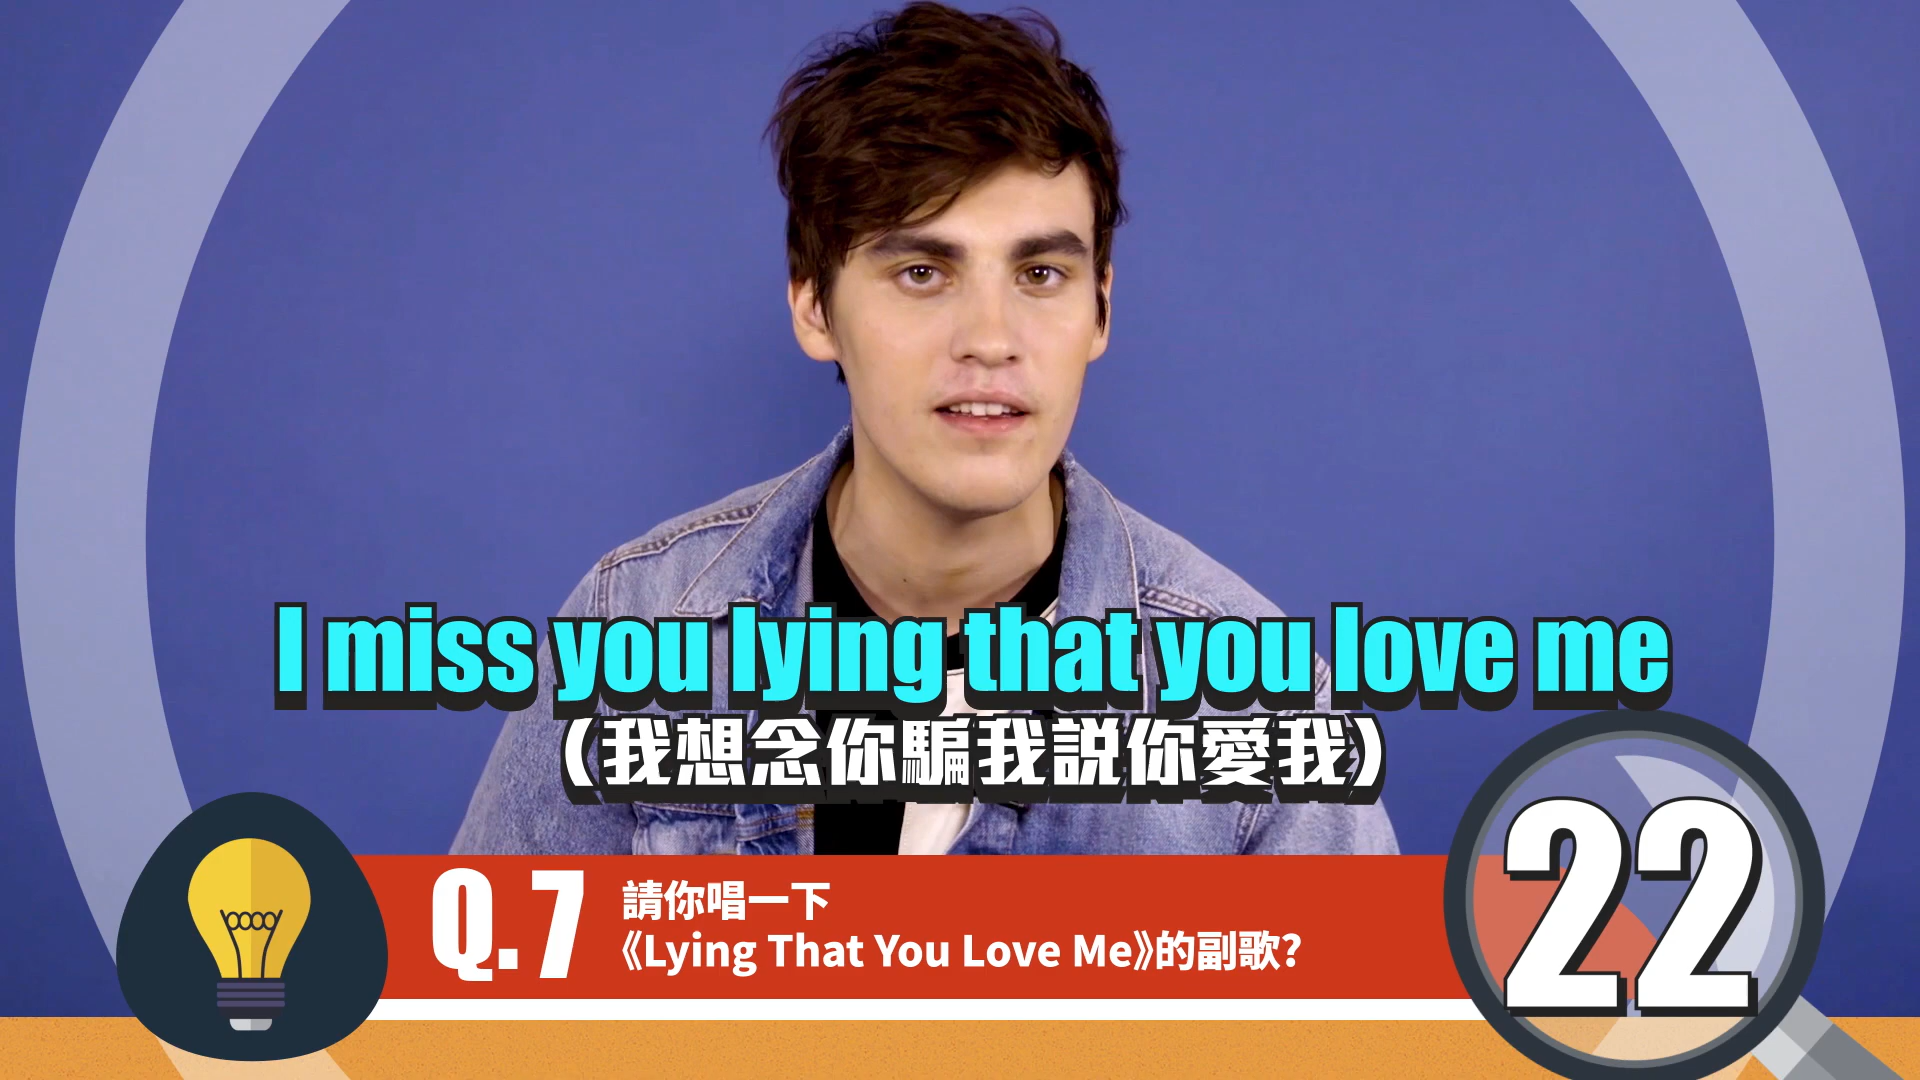 I miss you lying that you love me
(我想念你騙我說你愛我)
Q.7
請你唱一下
《Lying That You Love Me》的副歌?
22